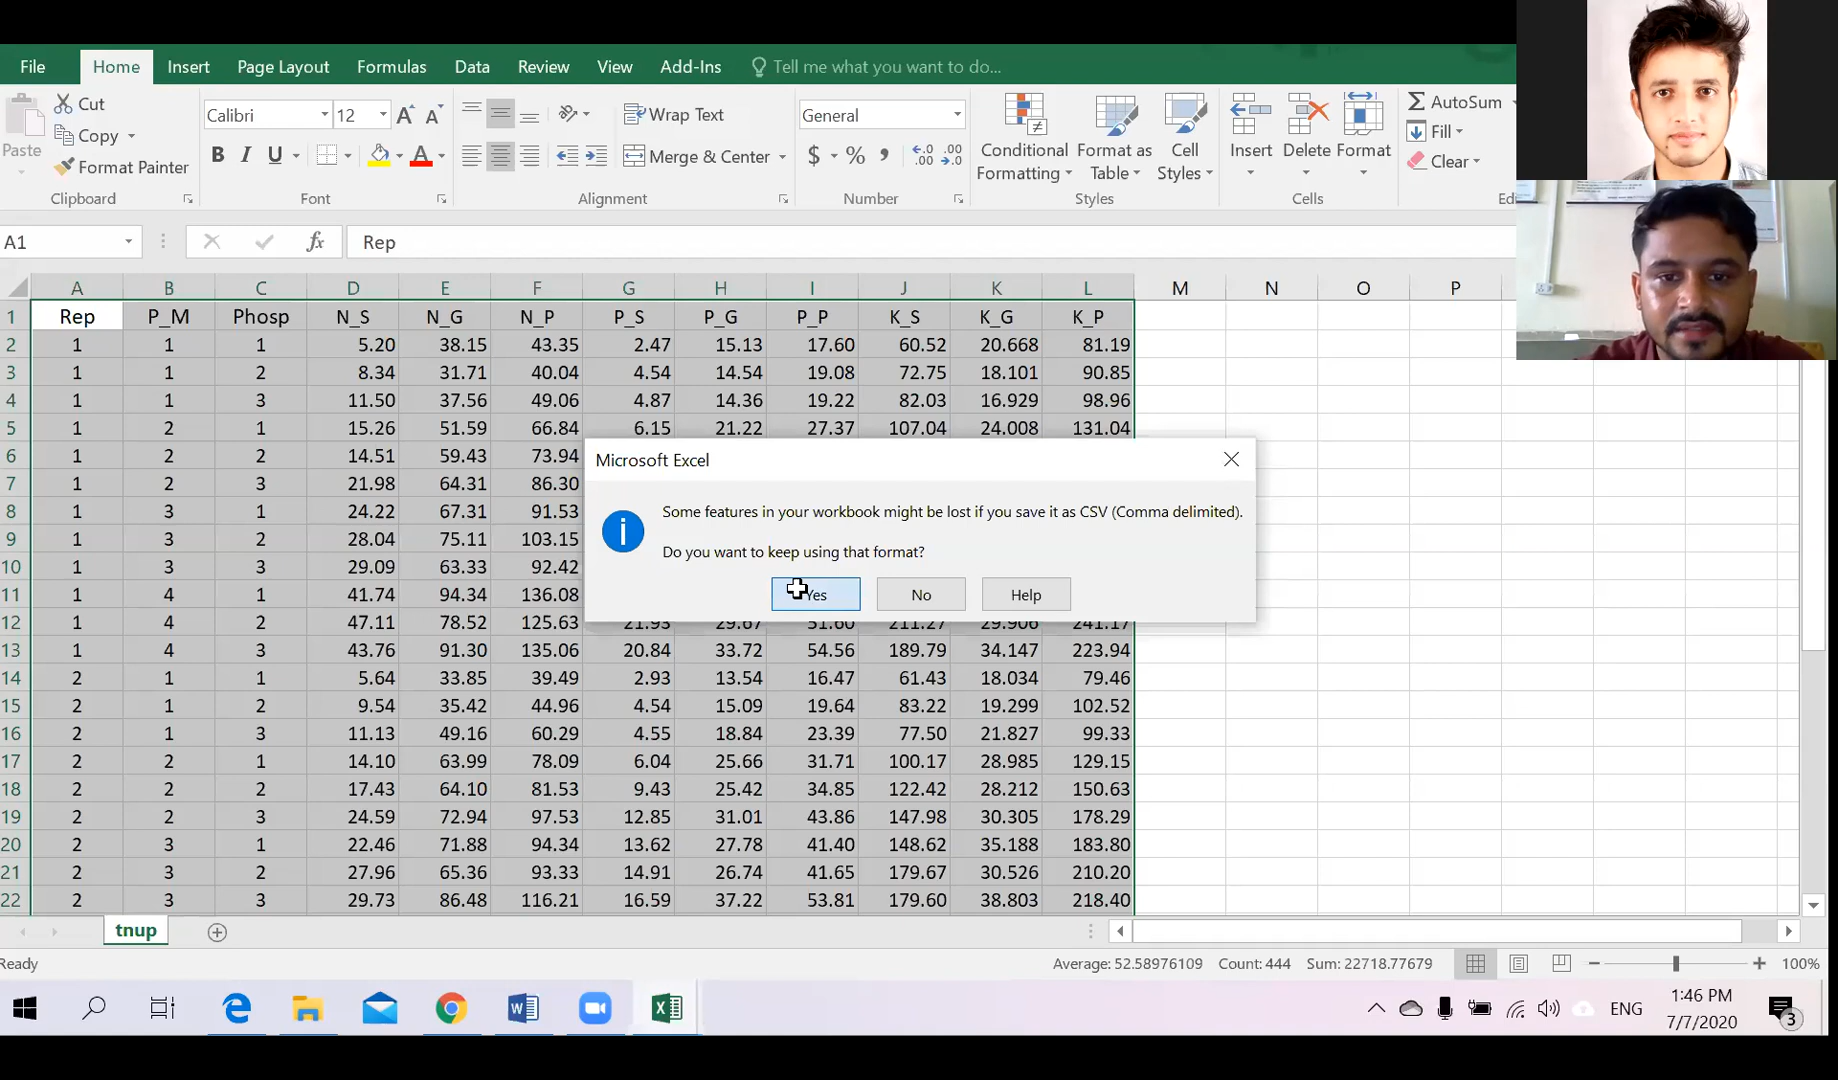 File Home Insert Page Layout Formulas Data Review View Add-Ins Tell me what you want to do...
Cut
Copy
Format Painter
Paste
Clipboard
Calibri 12
B I U
Font
Wrap Text
Merge & Center
Alignment
General
$ % ,
Number
Conditional Formatting
Format as Table
Cell Styles
Styles
Insert Delete Format
Cells
AutoSum
Fill
Clear
A1 fx Rep
A B C D E F G H I J K L M N O P
1 Rep P_M Phosp N_S N_G N_P P_S P_G P_P K_S K_G K_P
2 1 1 1 5.20 38.15 43.35 2.47 15.13 17.60 60.52 20.668 81.19
3 1 1 2 8.34 31.71 40.04 4.54 14.54 19.08 72.75 18.101 90.85
4 1 1 3 11.50 37.56 49.06 4.87 14.36 19.22 82.03 16.929 98.96
5 1 2 1 15.26 51.59 66.84 6.15 21.22 27.37 107.04 24.008 131.04
6 1 2 2 14.51 59.43 73.94
7 1 2 3 21.98 64.31 86.30
8 1 3 1 24.22 67.31 91.53
9 1 3 2 28.04 75.11 103.15
10 1 3 3 29.09 63.33 92.42
11 1 4 1 41.74 94.34 136.08
12 1 4 2 47.11 78.52 125.63 21.93 29.67 51.60 211.27 29.906 241.17
13 1 4 3 43.76 91.30 135.06 20.84 33.72 54.56 189.79 34.147 223.94
14 2 1 1 5.64 33.85 39.49 2.93 13.54 16.47 61.43 18.034 79.46
15 2 1 2 9.54 35.42 44.96 4.54 15.09 19.64 83.22 19.299 102.52
16 2 1 3 11.13 49.16 60.29 4.55 18.84 23.39 77.50 21.827 99.33
17 2 2 1 14.10 63.99 78.09 6.04 25.66 31.71 100.17 28.985 129.15
18 2 2 2 17.43 64.10 81.53 9.43 25.42 34.85 122.42 28.212 150.63
19 2 2 3 24.59 72.94 97.53 12.85 31.01 43.86 147.98 30.305 178.29
20 2 3 1 22.46 71.88 94.34 13.62 27.78 41.40 148.62 35.188 183.80
21 2 3 2 27.96 65.36 93.33 14.91 26.74 41.65 179.67 30.526 210.20
22 2 3 3 29.73 86.48 116.21 16.59 37.22 53.81 179.60 38.803 218.40
Microsoft Excel
Some features in your workbook might be lost if you save it as CSV (Comma delimited).
Do you want to keep using that format?
Yes No Help
tnup
Ready Average: 52.58976109 Count: 444 Sum: 22718.77679 100%
ENG
1:46 PM
7/7/2020
3